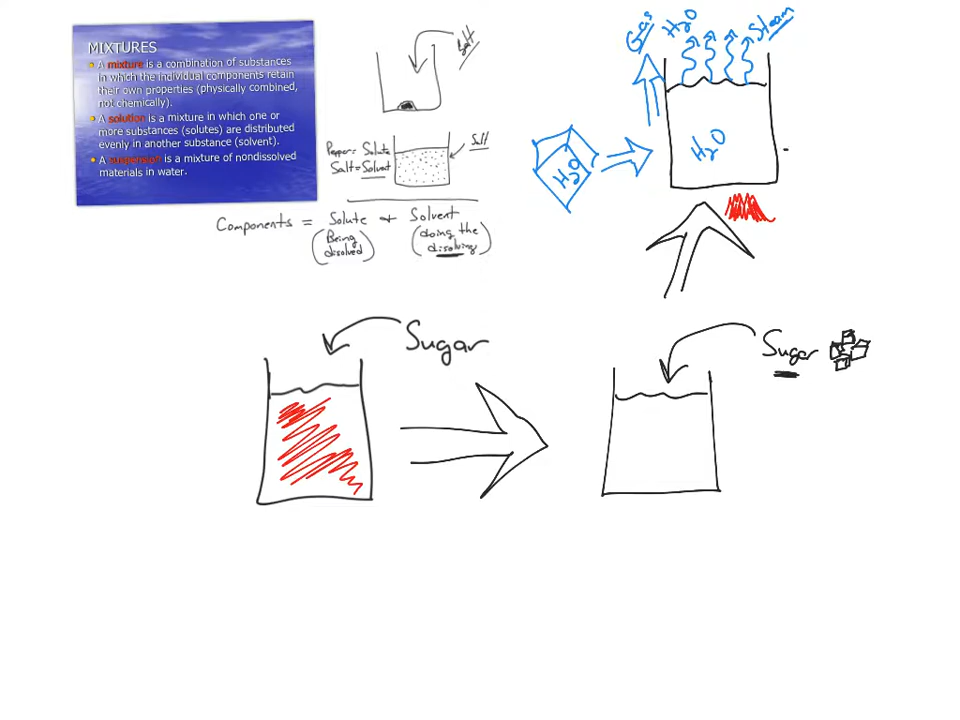 MIXTURES
A mixture is a combination of substances
in which the individual components retain
their own properties (physically combined,
not chemically).
A solution is a mixture in which one or
more substances (solutes) are distributed
evenly in another substance (solvent).
A suspension is a mixture of nondissolved
materials in water.
Salt
Pepper = Solute
Salt = Solvent
Salt
Components = Solute + Solvent
(Being
disolved)
(doing the
disolving)
Gas
H2O
Steam
H2O
H2O
Sugar
Sugar